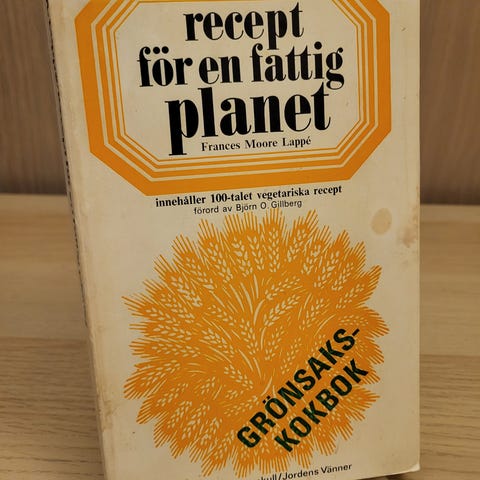 recept
för en fattig
planet
Frances Moore Lappé
innehåller 100-talet vegetariska recept
förord av Björn O. Gillberg
GRÖNSAKS-
KOKBOK
/Jordens Vänner